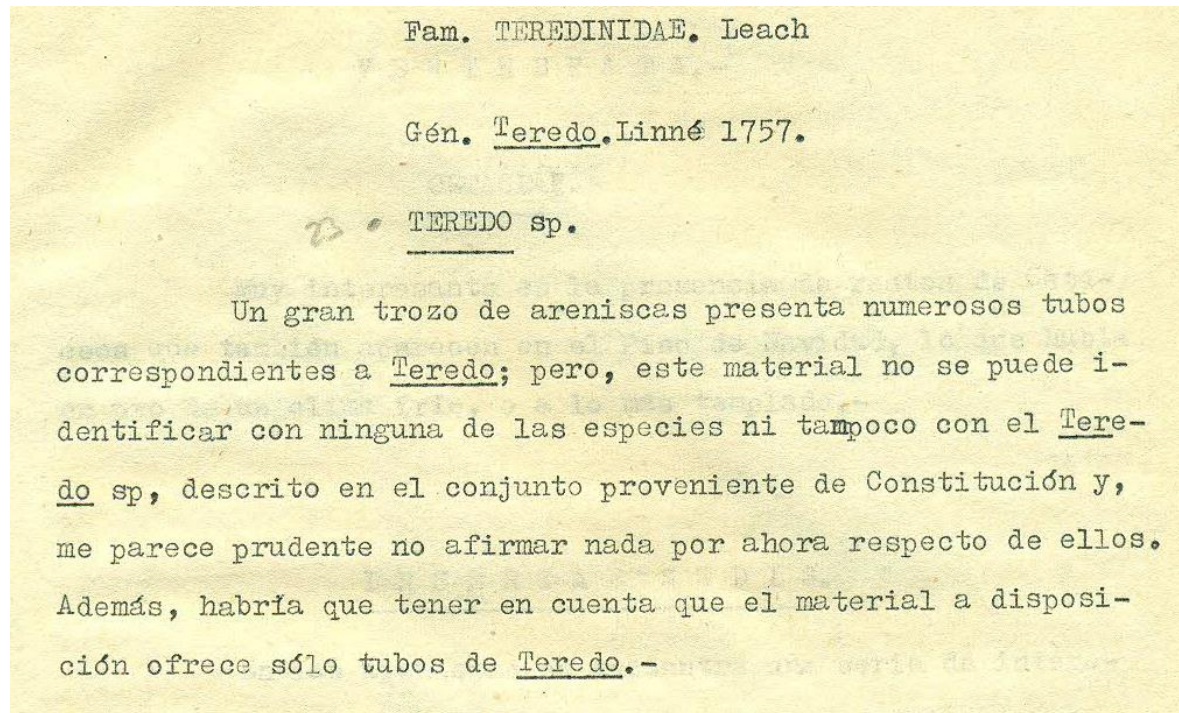 Fam. TEREDINIDAE. Leach
Gén. Teredo.Linné 1757.
23 • TEREDO sp.
Un gran trozo de areniscas presenta numerosos tubos
correspondientes a Teredo; pero, este material no se puede i-
dentificar con ninguna de las especies ni tampoco con el Tere-
do sp, descrito en el conjunto proveniente de Constitución y,
me parece prudente no afirmar nada por ahora respecto de ellos.
Además, habría que tener en cuenta que el material a disposi-
ción ofrece sólo tubos de Teredo.-